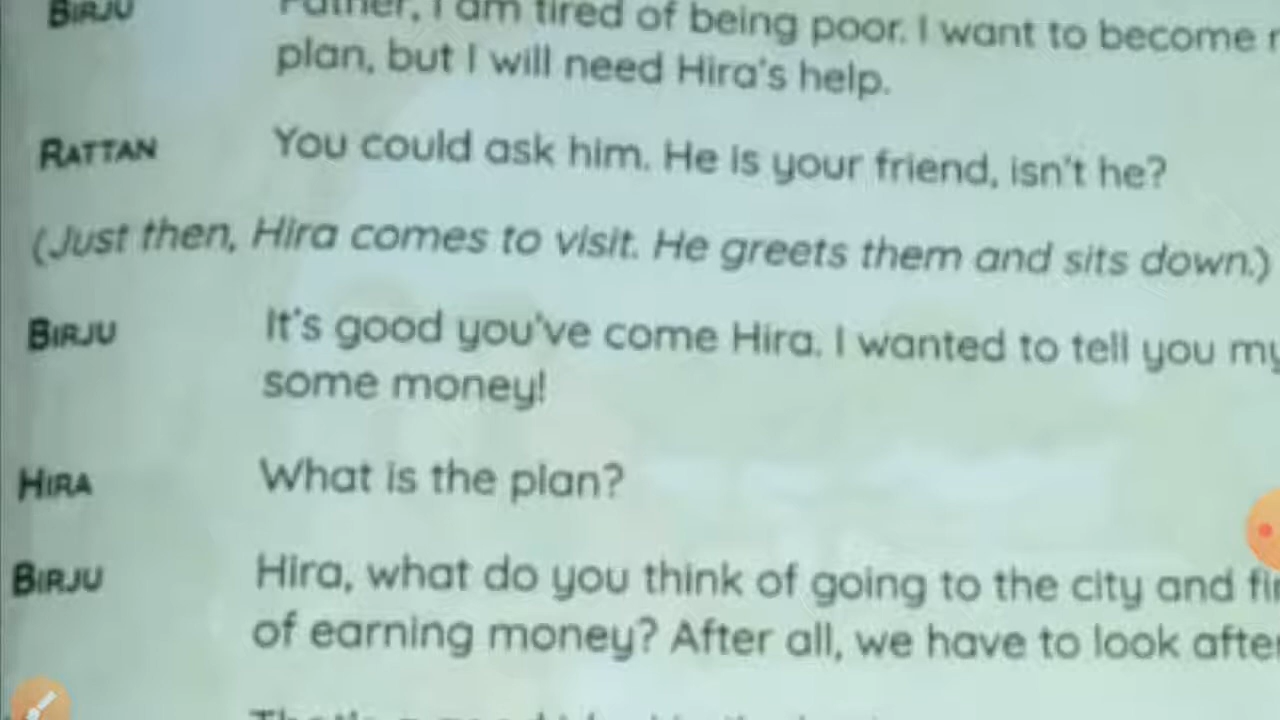 BIRJU Father, I am tired of being poor. I want to become
plan, but I will need Hira's help.
RATTAN You could ask him. He is your friend, isn't he?
(Just then, Hira comes to visit. He greets them and sits down.)
BIRJU It's good you've come Hira. I wanted to tell you my
some money!
HIRA What is the plan?
BIRJU Hira, what do you think of going to the city and
of earning money? After all, we have to look after